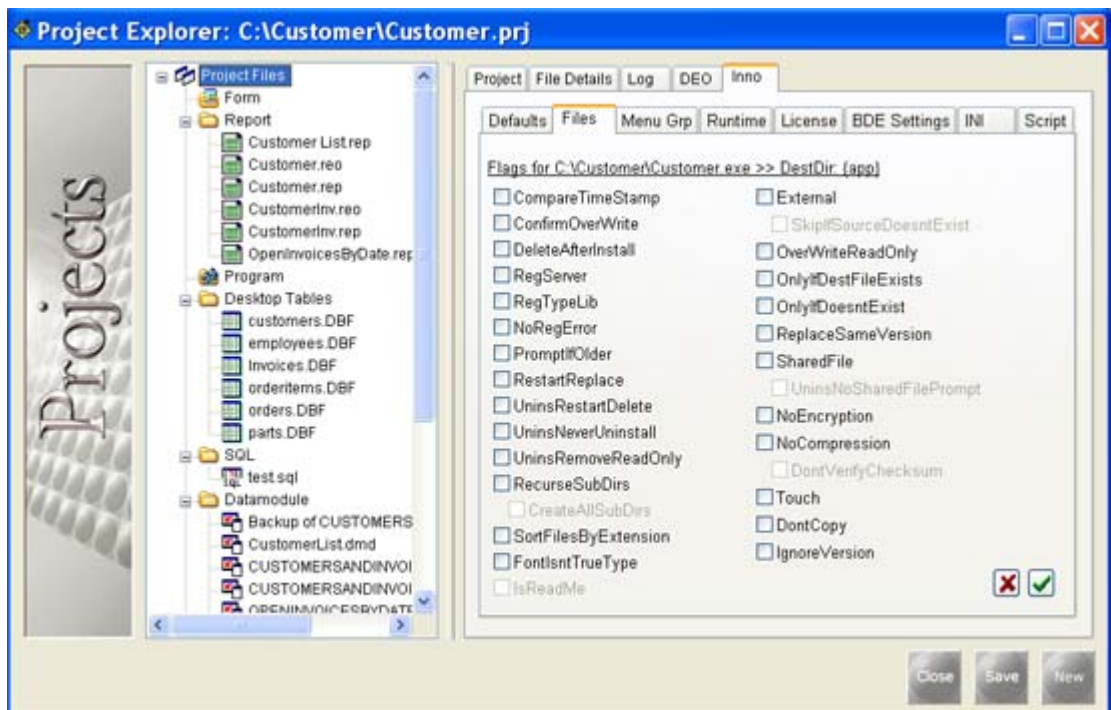 Project Explorer: C:\Customer\Customer.prj
Projects
Project Files
Form
Report
Customer List.rep
Customer.reo
Customer.rep
CustomerInv.reo
CustomerInv.rep
OpenInvoicesByDate.rep
Program
Desktop Tables
customers.DBF
employees.DBF
Invoices.DBF
orderitems.DBF
orders.DBF
parts.DBF
SQL
test.sql
Datamodule
Backup of CUSTOMERS
CustomerList.dmd
CUSTOMERSANDINVOI
CUSTOMERSANDINVOI
OPENINVOICESBYDATE
Project File Details Log DEO Inno
Defaults Files Menu Grp Runtime License BDE Settings INI Script
Flags for C:\Customer\Customer.exe >> DestDir: {app}
CompareTimeStamp
ConfirmOverWrite
DeleteAfterInstall
RegServer
RegTypeLib
NoRegError
PromptIfOlder
RestartReplace
UninsRestartDelete
UninsNeverUninstall
UninsRemoveReadOnly
RecurseSubDirs
CreateAllSubDirs
SortFilesByExtension
FontIsntTrueType
IsReadMe
External
SkipIfSourceDoesntExist
OverWriteReadOnly
OnlyIfDestFileExists
OnlyIfDoesntExist
ReplaceSameVersion
SharedFile
UninsNoSharedFilePrompt
NoEncryption
NoCompression
DontVerifyChecksum
Touch
DontCopy
IgnoreVersion
Close Save New